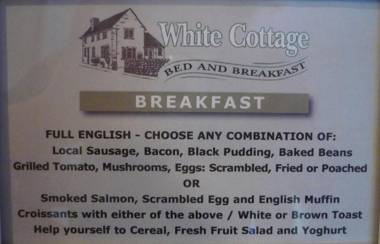 White Cottage
BED AND BREAKFAST
BREAKFAST
FULL ENGLISH - CHOOSE ANY COMBINATION OF:
Local Sausage, Bacon, Black Pudding, Baked Beans
Grilled Tomato, Mushrooms, Eggs: Scrambled, Fried or Poached
OR
Smoked Salmon, Scrambled Egg and English Muffin
Croissants with either of the above / White or Brown Toast
Help yourself to Cereal, Fresh Fruit Salad and Yoghurt